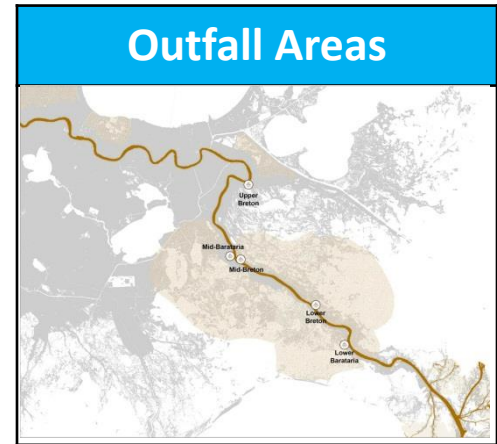 Outfall Areas
Upper
Breton
Mid-Barataria
Mid-Breton
Lower
Breton
Lower
Barataria